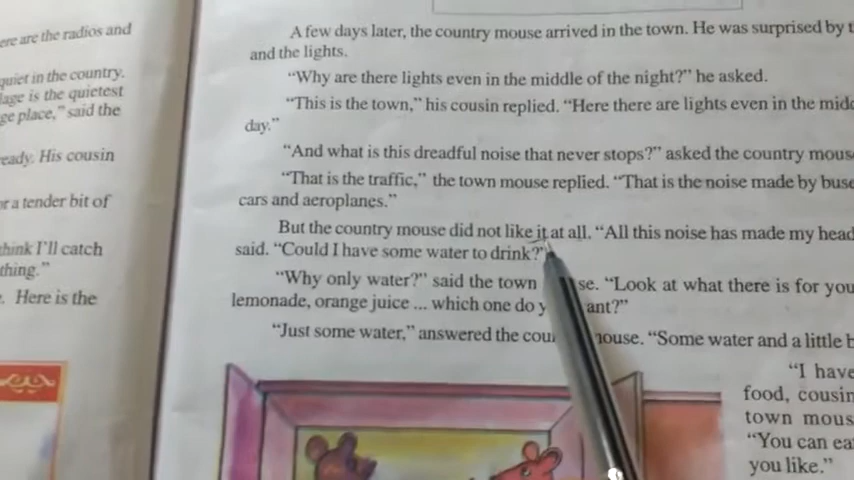 ere are the radios and
quiet in the country.
lage is the quietest
ge place," said the
eady. His cousin
or a tender bit of
think I'll catch
thing."
. Here is the
A few days later, the country mouse arrived in the town. He was surprised by t
and the lights.
"Why are there lights even in the middle of the night?" he asked.
"This is the town," his cousin replied. "Here there are lights even in the midd
day."
"And what is this dreadful noise that never stops?" asked the country mous
"That is the traffic," the town mouse replied. "That is the noise made by buse
cars and aeroplanes."
But the country mouse did not like it at all. "All this noise has made my head
said. "Could I have some water to drink?"
"Why only water?" said the town se. "Look at what there is for you
lemonade, orange juice ... which one do y ant?"
"Just some water," answered the cou ouse. "Some water and a little b
"I have
food, cousin
town mous
"You can ea
you like."